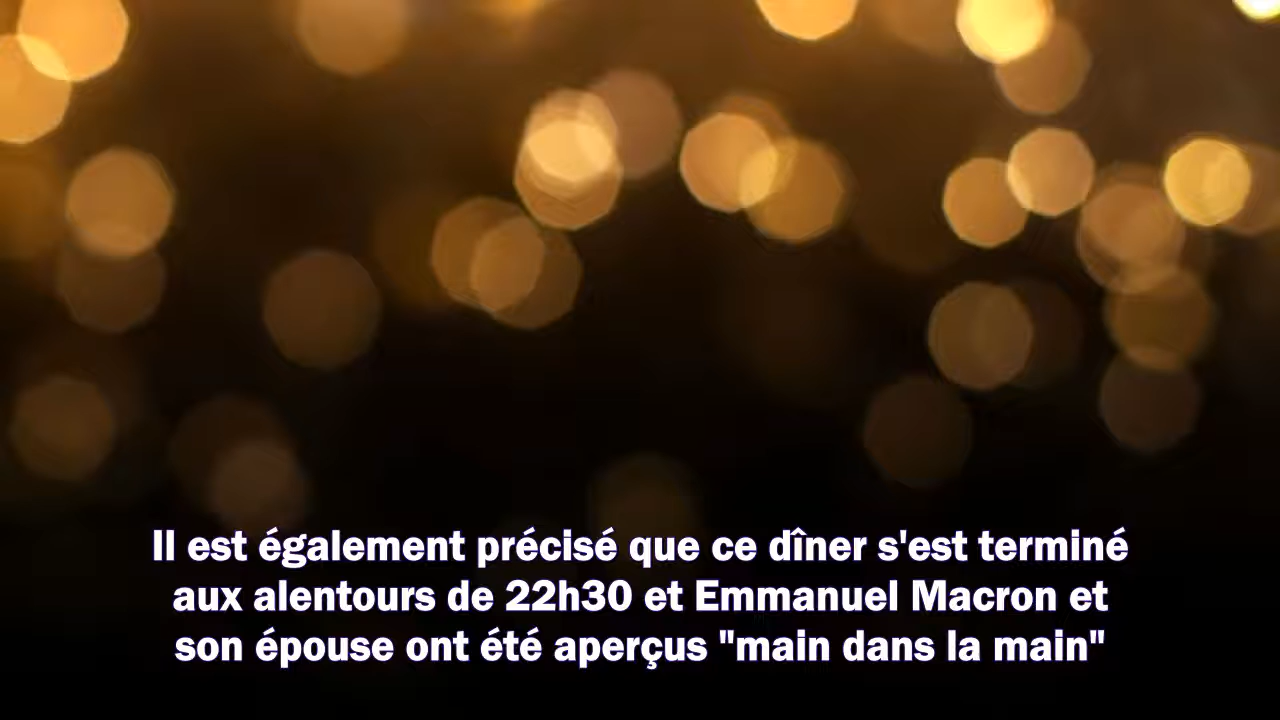 Il est également précisé que ce dîner s'est terminé
aux alentours de 22h30 et Emmanuel Macron et
son épouse ont été aperçus "main dans la main"